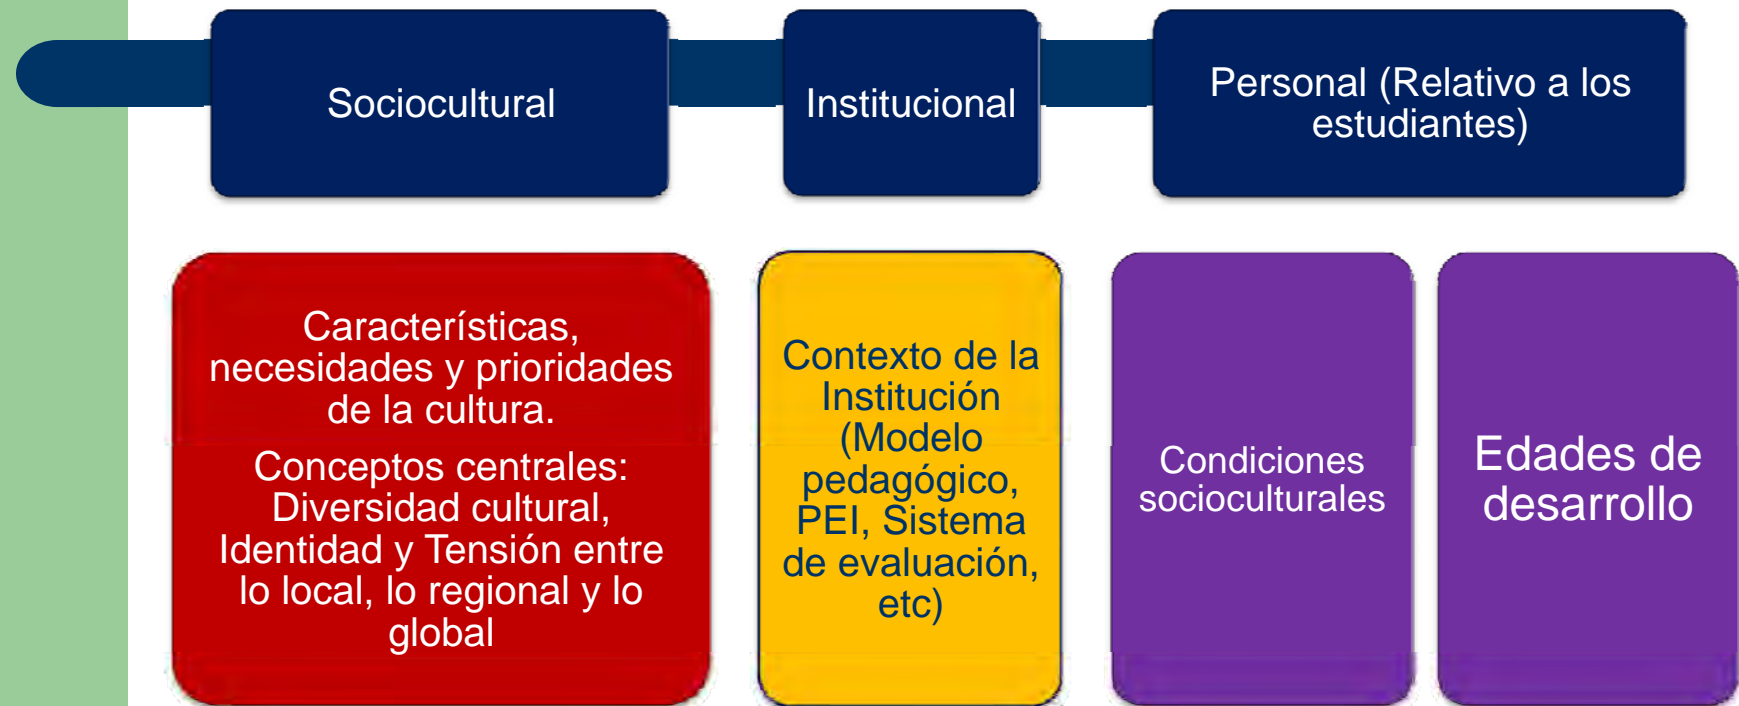 Sociocultural
Institucional
Personal (Relativo a los
estudiantes)
Características,
necesidades y prioridades
de la cultura.
Conceptos centrales:
Diversidad cultural,
Identidad y Tensión entre
lo local, lo regional y lo
global
Contexto de la
Institución
(Modelo
pedagógico,
PEI, Sistema
de evaluación,
etc)
Condiciones
socioculturales
Edades de
desarrollo